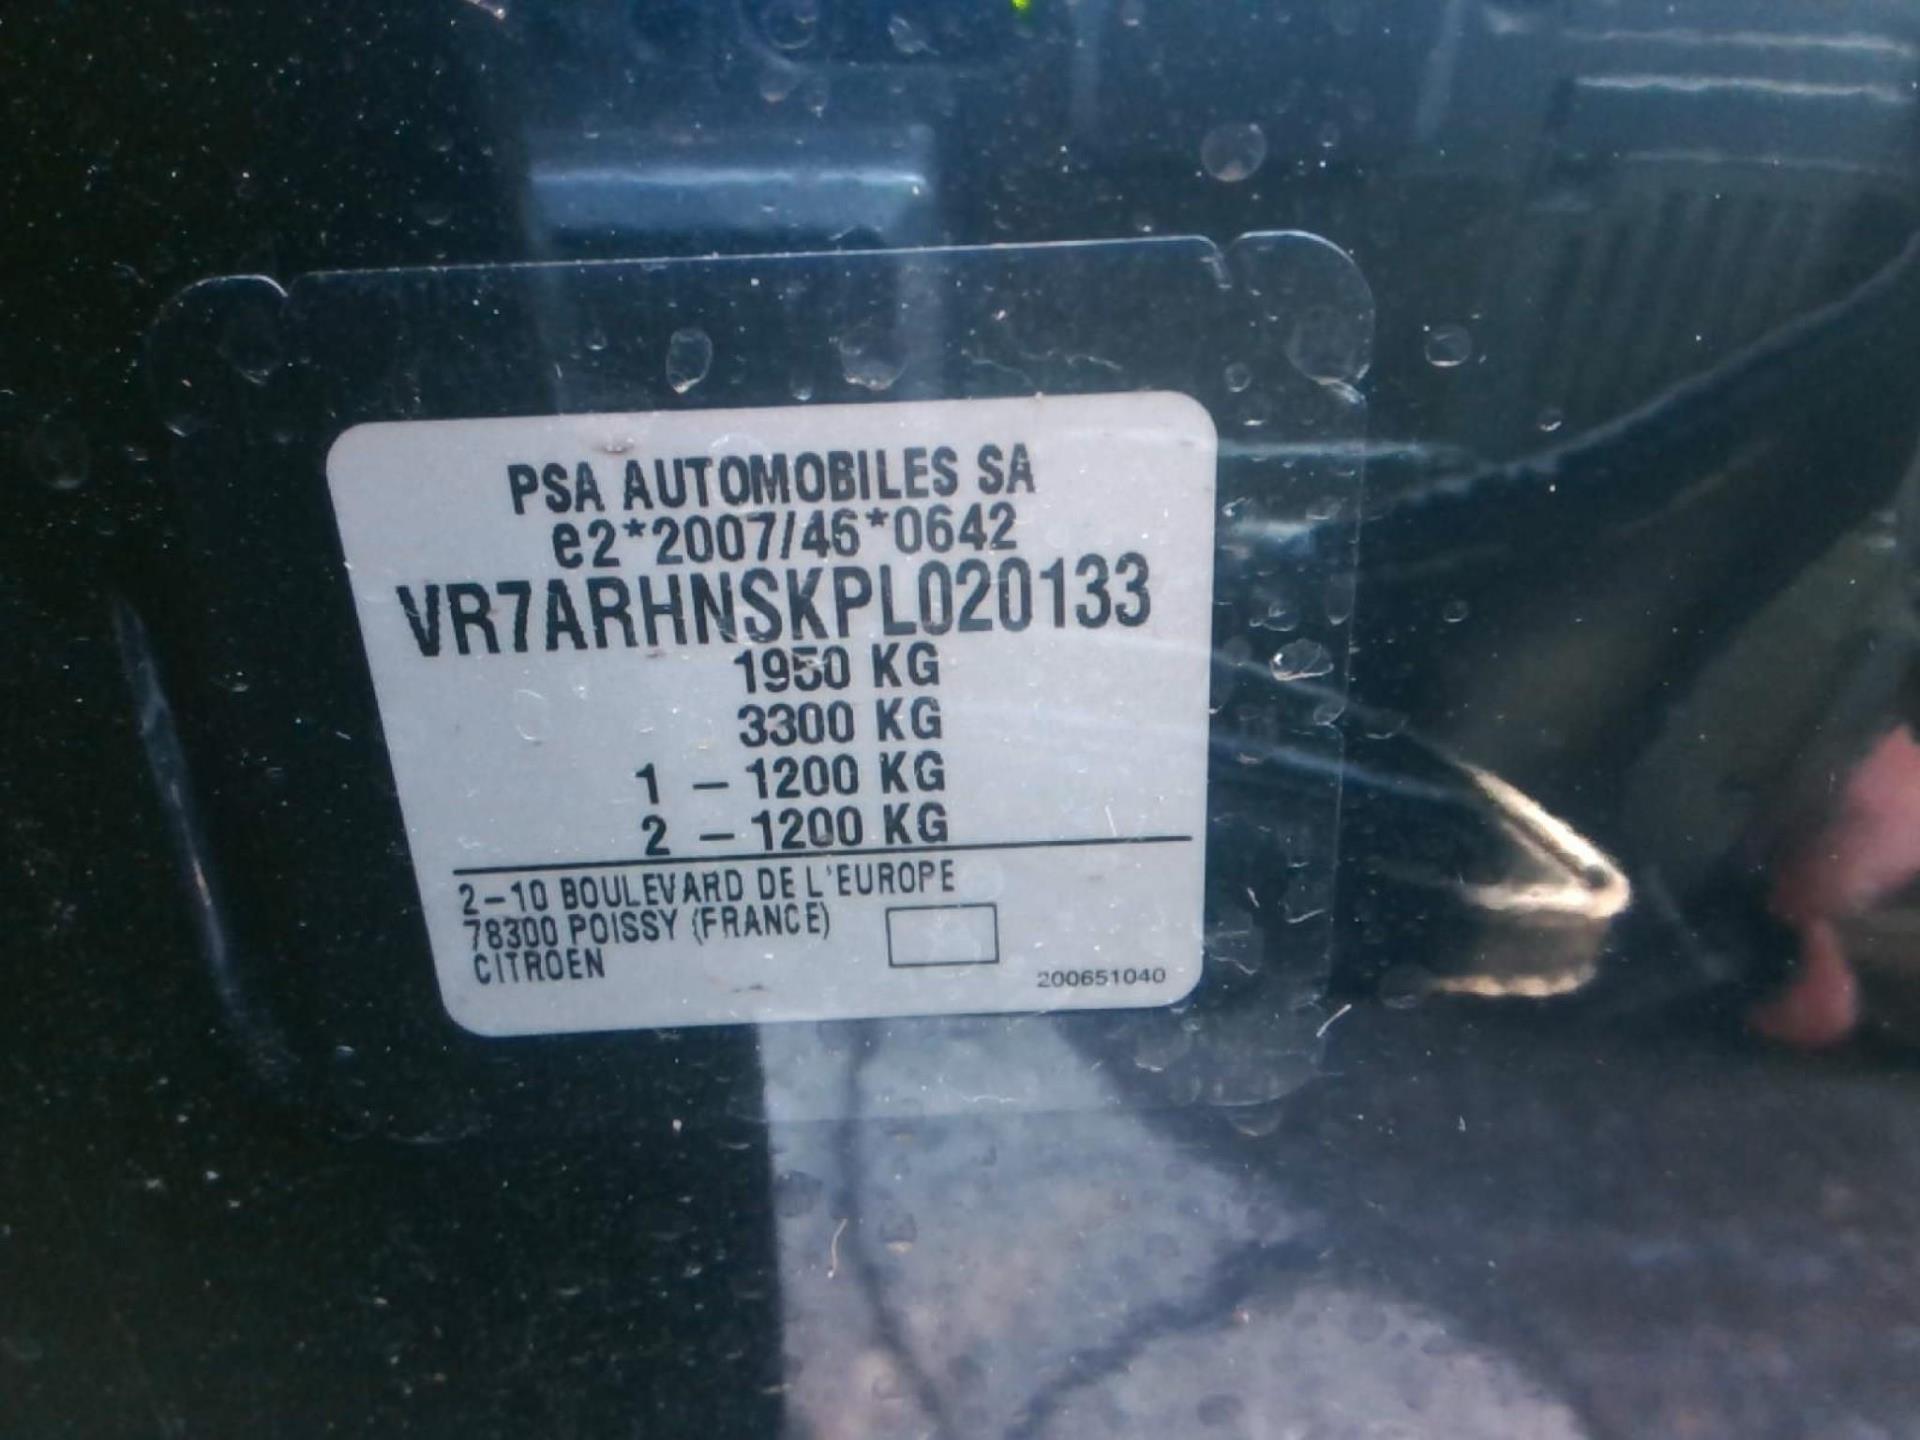 PSA AUTOMOBILES SA
e2*2007/46*0642
VR7ARHNSKPL020133
1950 KG
3300 KG
1 – 1200 KG
2 – 1200 KG
2–10 BOULEVARD DE L'EUROPE
78300 POISSY (FRANCE)
CITROEN
200651040